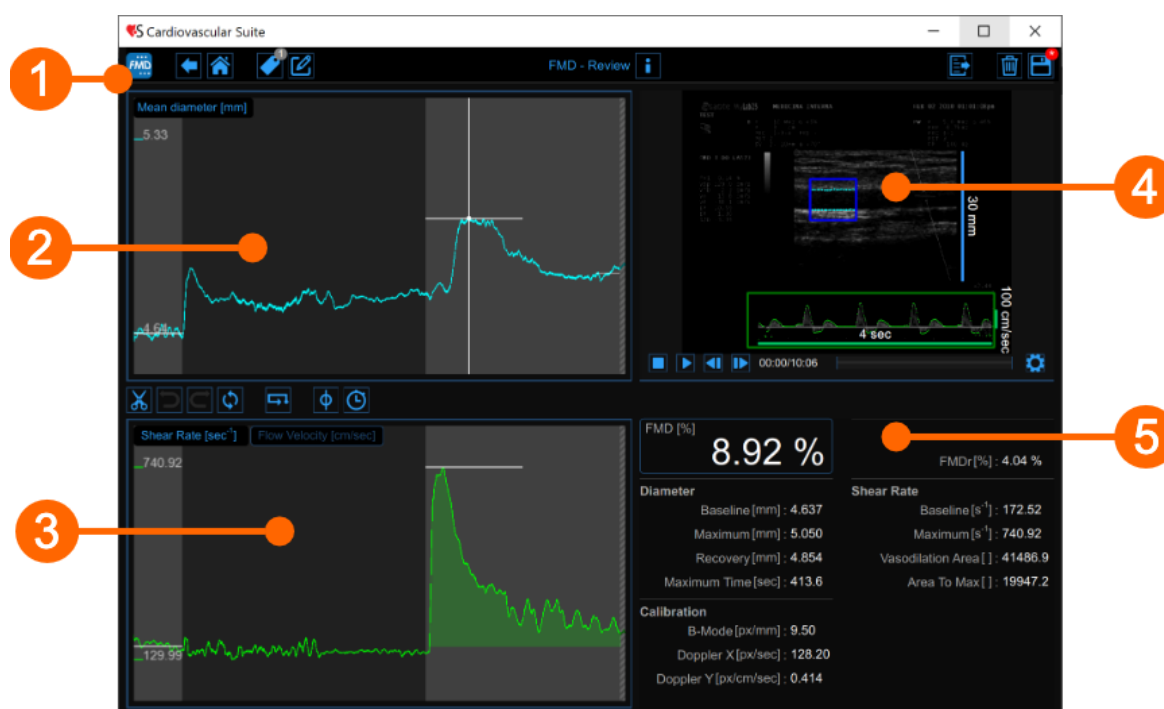 S Cardiovascular Suite
1
FMD
1
FMD - Review
i
Mean diameter [mm]
5.33
4.64
2
MEDICINA INTERNA
30 mm
100 cm/sec
4 sec
00:00/10:06
4
Shear Rate [sec⁻¹]
Flow Velocity [cm/sec]
740.92
129.99
3
FMD [%]
8.92 %
FMDr[%] : 4.04 %
5
Diameter
Baseline[mm] : 4.637
Maximum[mm] : 5.050
Recovery[mm] : 4.854
Maximum Time[sec] : 413.6
Shear Rate
Baseline[s⁻¹] : 172.52
Maximum[s⁻¹] : 740.92
Vasodilation Area[ ] : 41486.9
Area To Max[ ] : 19947.2
Calibration
B-Mode[px/mm] : 9.50
Doppler X[px/sec] : 128.20
Doppler Y[px/cm/sec] : 0.414